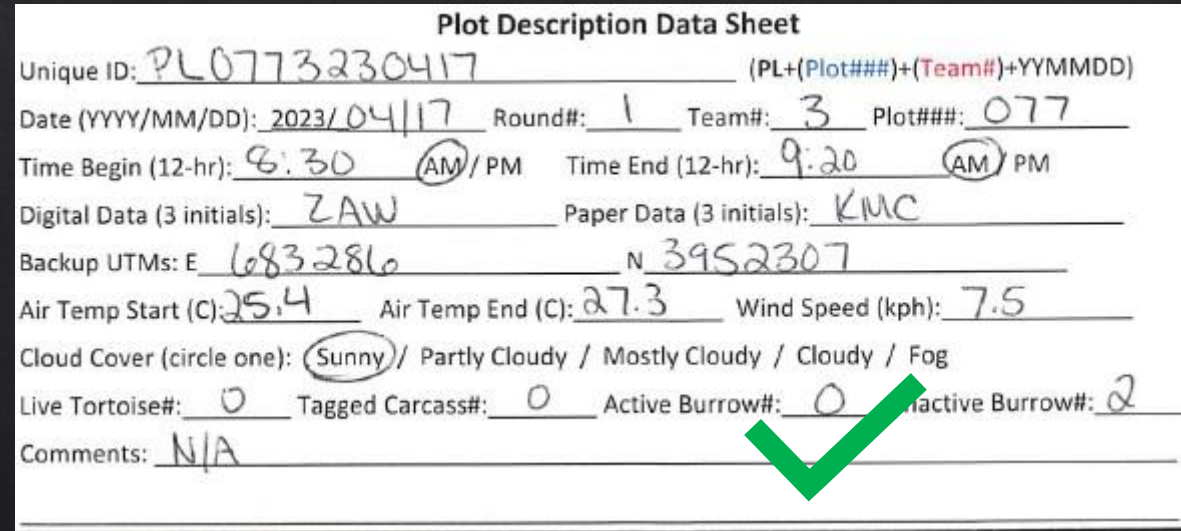 Plot Description Data Sheet
Unique ID: PL0773230417 (PL+(Plot###)+(Team#)+YYMMDD)
Date (YYYY/MM/DD): 2023/04/17 Round#: 1 Team#: 3 Plot###: 077
Time Begin (12-hr): 8:30 AM / PM Time End (12-hr): 9:20 AM / PM
Digital Data (3 initials): ZAW Paper Data (3 initials): KMC
Backup UTMs: E 683286 N 3952307
Air Temp Start (C): 25.4 Air Temp End (C): 27.3 Wind Speed (kph): 7.5
Cloud Cover (circle one): Sunny / Partly Cloudy / Mostly Cloudy / Cloudy / Fog
Live Tortoise#: 0 Tagged Carcass#: 0 Active Burrow#: 0 nactive Burrow#: 2
Comments: N/A